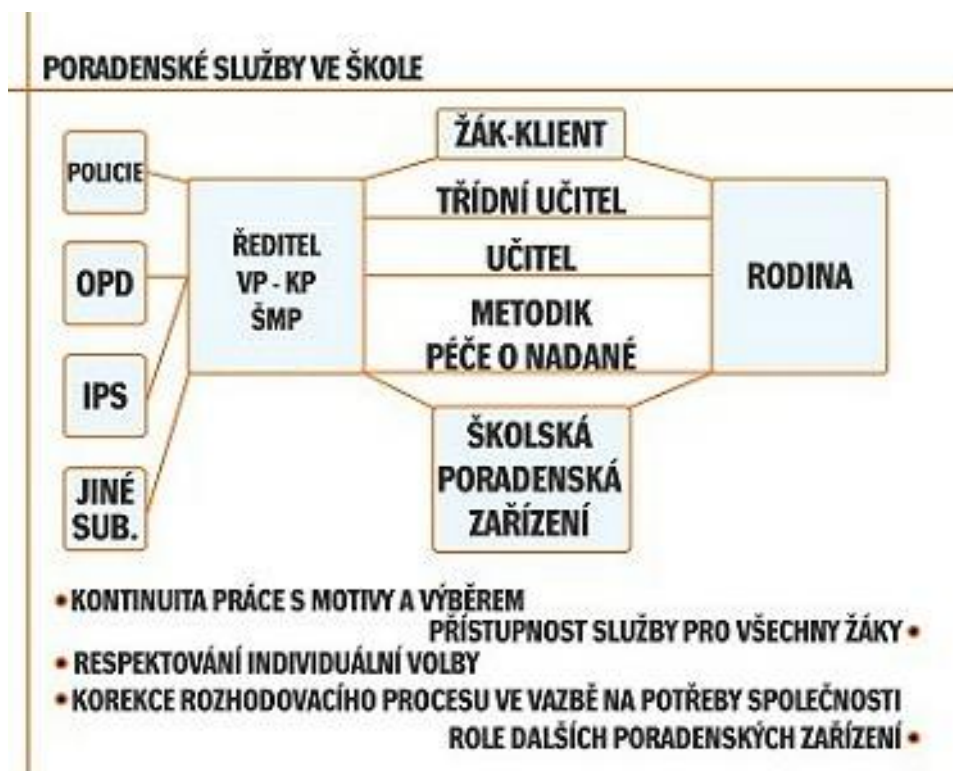 PORADENSKÉ SLUŽBY VE ŠKOLE
POLICIE
OPD
IPS
JINÉ
SUB.
ŘEDITEL
VP - KP
ŠMP
ŽÁK-KLIENT
TŘÍDNÍ UČITEL
UČITEL
METODIK
PÉČE O NADANÉ
ŠKOLSKÁ
PORADENSKÁ
ZAŘÍZENÍ
RODINA
• KONTINUITA PRÁCE S MOTIVY A VÝBĚREM
PŘÍSTUPNOST SLUŽBY PRO VŠECHNY ŽÁKY •
• RESPEKTOVÁNÍ INDIVIDUÁLNÍ VOLBY
• KOREKCE ROZHODOVACÍHO PROCESU VE VAZBĚ NA POTŘEBY SPOLEČNOSTI
ROLE DALŠÍCH PORADENSKÝCH ZAŘÍZENÍ •